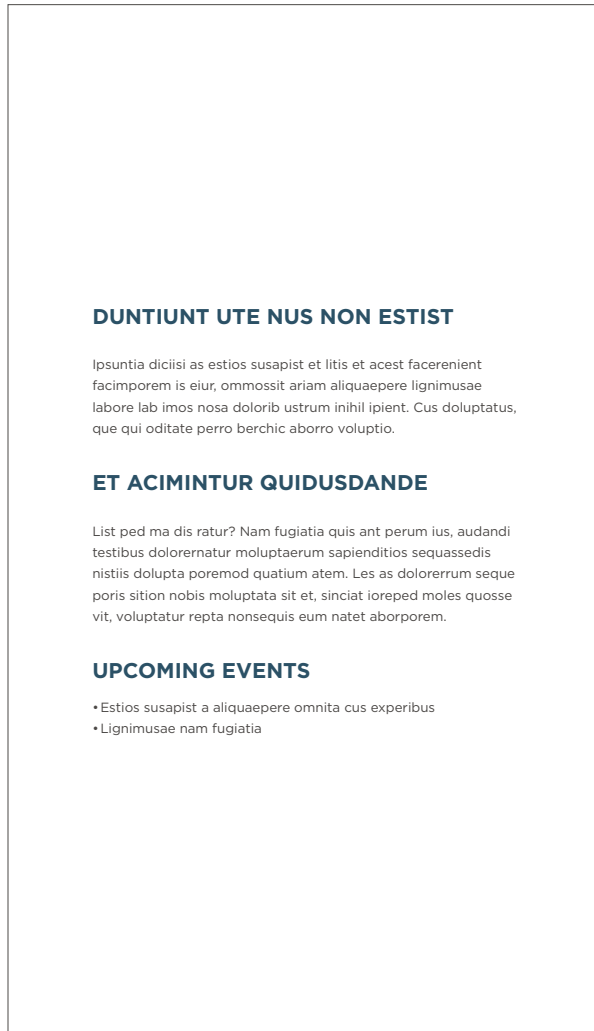 DUNTIUNT UTE NUS NON ESTIST
Ipsuntia diciisi as estios susapist et litis et acest facerenient
facimporem is eiur, ommossit ariam aliquaepere lignimusae
labore lab imos nosa dolorib ustrum inihil ipient. Cus doluptatus,
que qui oditate perro berchic aborro voluptio.
ET ACIMINTUR QUIDUSDANDE
List ped ma dis ratur? Nam fugiatia quis ant perum ius, audandi
testibus dolorernatur moluptaerum sapienditios sequassedis
nistiis dolupta poremod quatium atem. Les as dolorerrum seque
poris sition nobis moluptata sit et, sinciat ioreped moles quosse
vit, voluptatur repta nonsequis eum natet aborporem.
UPCOMING EVENTS
• Estios susapist a aliquaepere omnita cus experibus
• Lignimusae nam fugiatia